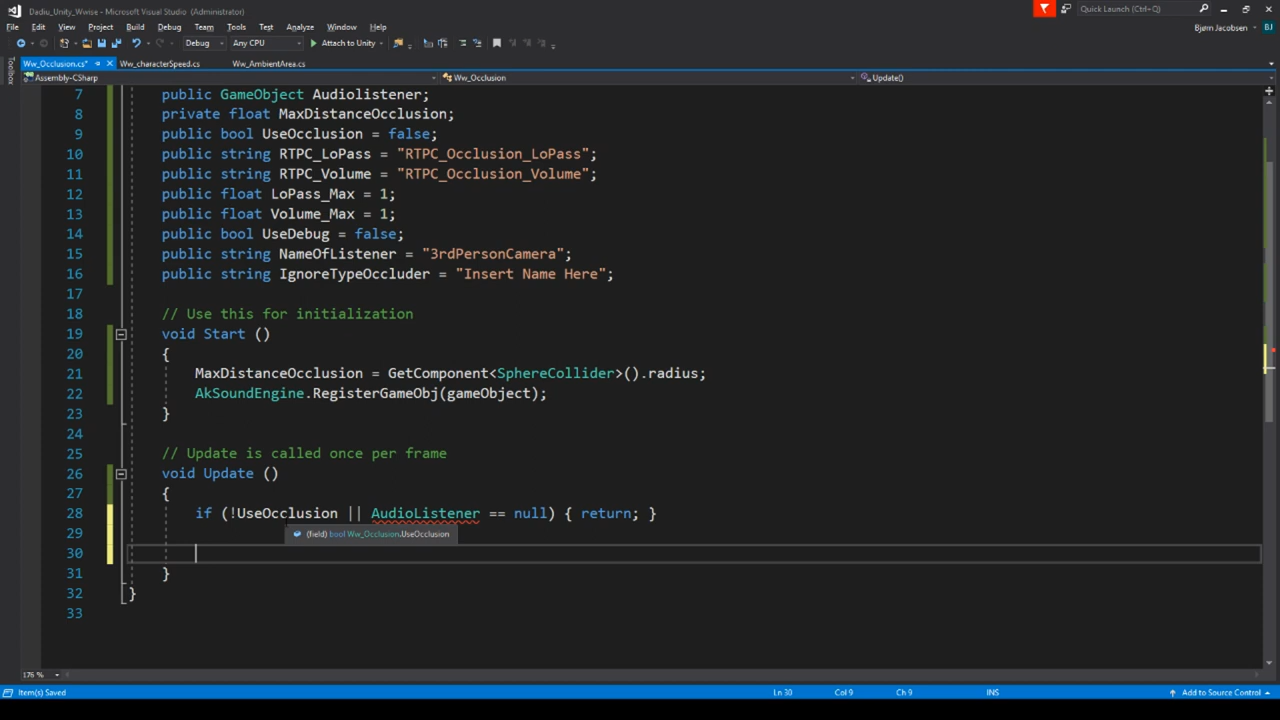 Dadiu_Unity_Wwise - Microsoft Visual Studio (Administrator)
Quick Launch (Ctrl+Q)
File Edit View Project Build Debug Team Tools Test Analyze Window Help
Bjørn Jacobsen BJ
Debug Any CPU Attach to Unity
Toolbox
Ww_Occlusion.cs* Ww_characterSpeed.cs Ww_AmbientArea.cs
Assembly-CSharp Ww_Occlusion Update()
7 public GameObject Audiolistener;
8 private float MaxDistanceOcclusion;
9 public bool UseOcclusion = false;
10 public string RTPC_LoPass = "RTPC_Occlusion_LoPass";
11 public string RTPC_Volume = "RTPC_Occlusion_Volume";
12 public float LoPass_Max = 1;
13 public float Volume_Max = 1;
14 public bool UseDebug = false;
15 public string NameOfListener = "3rdPersonCamera";
16 public string IgnoreTypeOccluder = "Insert Name Here";
17
18 // Use this for initialization
19 void Start ()
20 {
21 MaxDistanceOcclusion = GetComponent<SphereCollider>().radius;
22 AkSoundEngine.RegisterGameObj(gameObject);
23 }
24
25 // Update is called once per frame
26 void Update ()
27 {
28 if (!UseOcclusion || AudioListener == null) { return; }
29 (field) bool Ww_Occlusion.UseOcclusion
30
31 }
32 }
33
176 %
Item(s) Saved Ln 30 Col 9 Ch 9 INS Add to Source Control